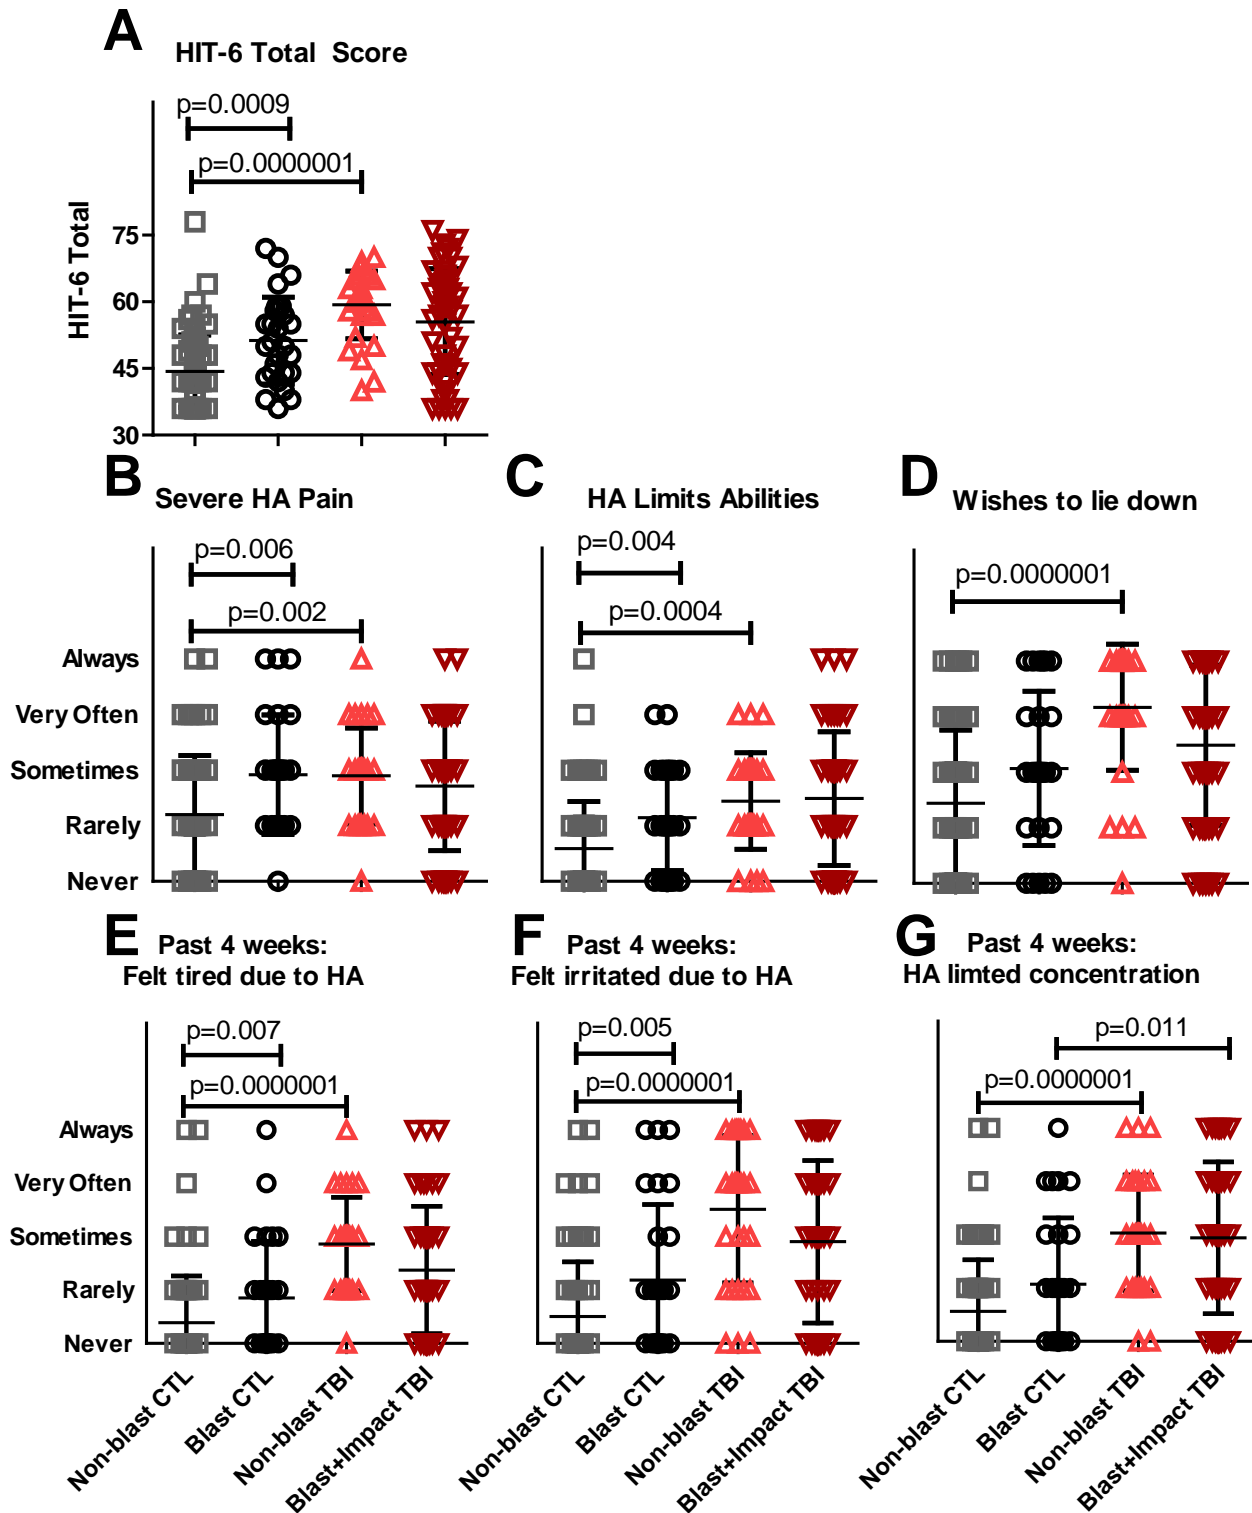 A
HIT-6 Total Score
p=0.0009
p=0.0000001
HIT-6 Total
75
60
45
30
B
Severe HA Pain
p=0.006
p=0.002
Always
Very Often
Sometimes
Rarely
Never
C
HA Limits Abilities
p=0.004
p=0.0004
D
Wishes to lie down
p=0.0000001
E
Past 4 weeks:
Felt tired due to HA
p=0.007
p=0.0000001
Always
Very Often
Sometimes
Rarely
Never
Non-blast CTL
Blast CTL
Non-blast TBI
Blast+Impact TBI
F
Past 4 weeks:
Felt irritated due to HA
p=0.005
p=0.0000001
Non-blast CTL
Blast CTL
Non-blast TBI
Blast+Impact TBI
G
Past 4 weeks:
HA limted concentration
p=0.011
p=0.0000001
Non-blast CTL
Blast CTL
Non-blast TBI
Blast+Impact TBI